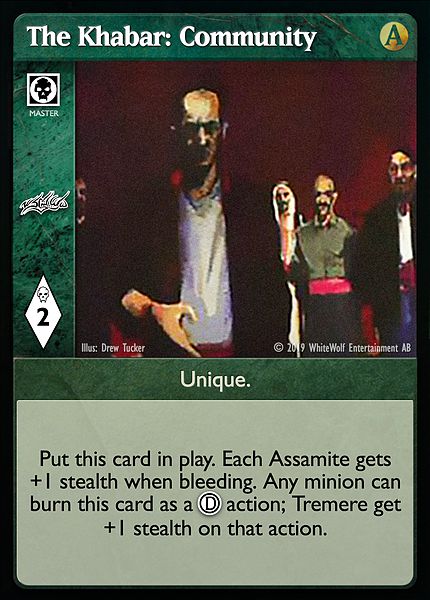 The Khabar: Community
A
MASTER
2
Illus: Drew Tucker
© 2019 WhiteWolf Entertainment AB
Unique.
Put this card in play. Each Assamite gets
+1 stealth when bleeding. Any minion can
burn this card as a Ⓓ action; Tremere get
+1 stealth on that action.